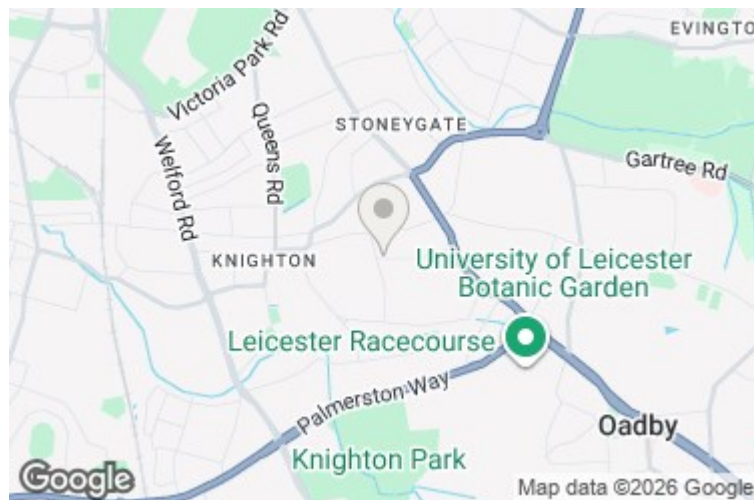 EVINGTO
Victoria Park Rd
Queens Rd
STONEYGATE
Welford Rd
Gartree Rd
KNIGHTON
University of Leicester
Botanic Garden
Leicester Racecourse
Palmerston Way
Oadby
Knighton Park
Google
Map data ©2026 Google